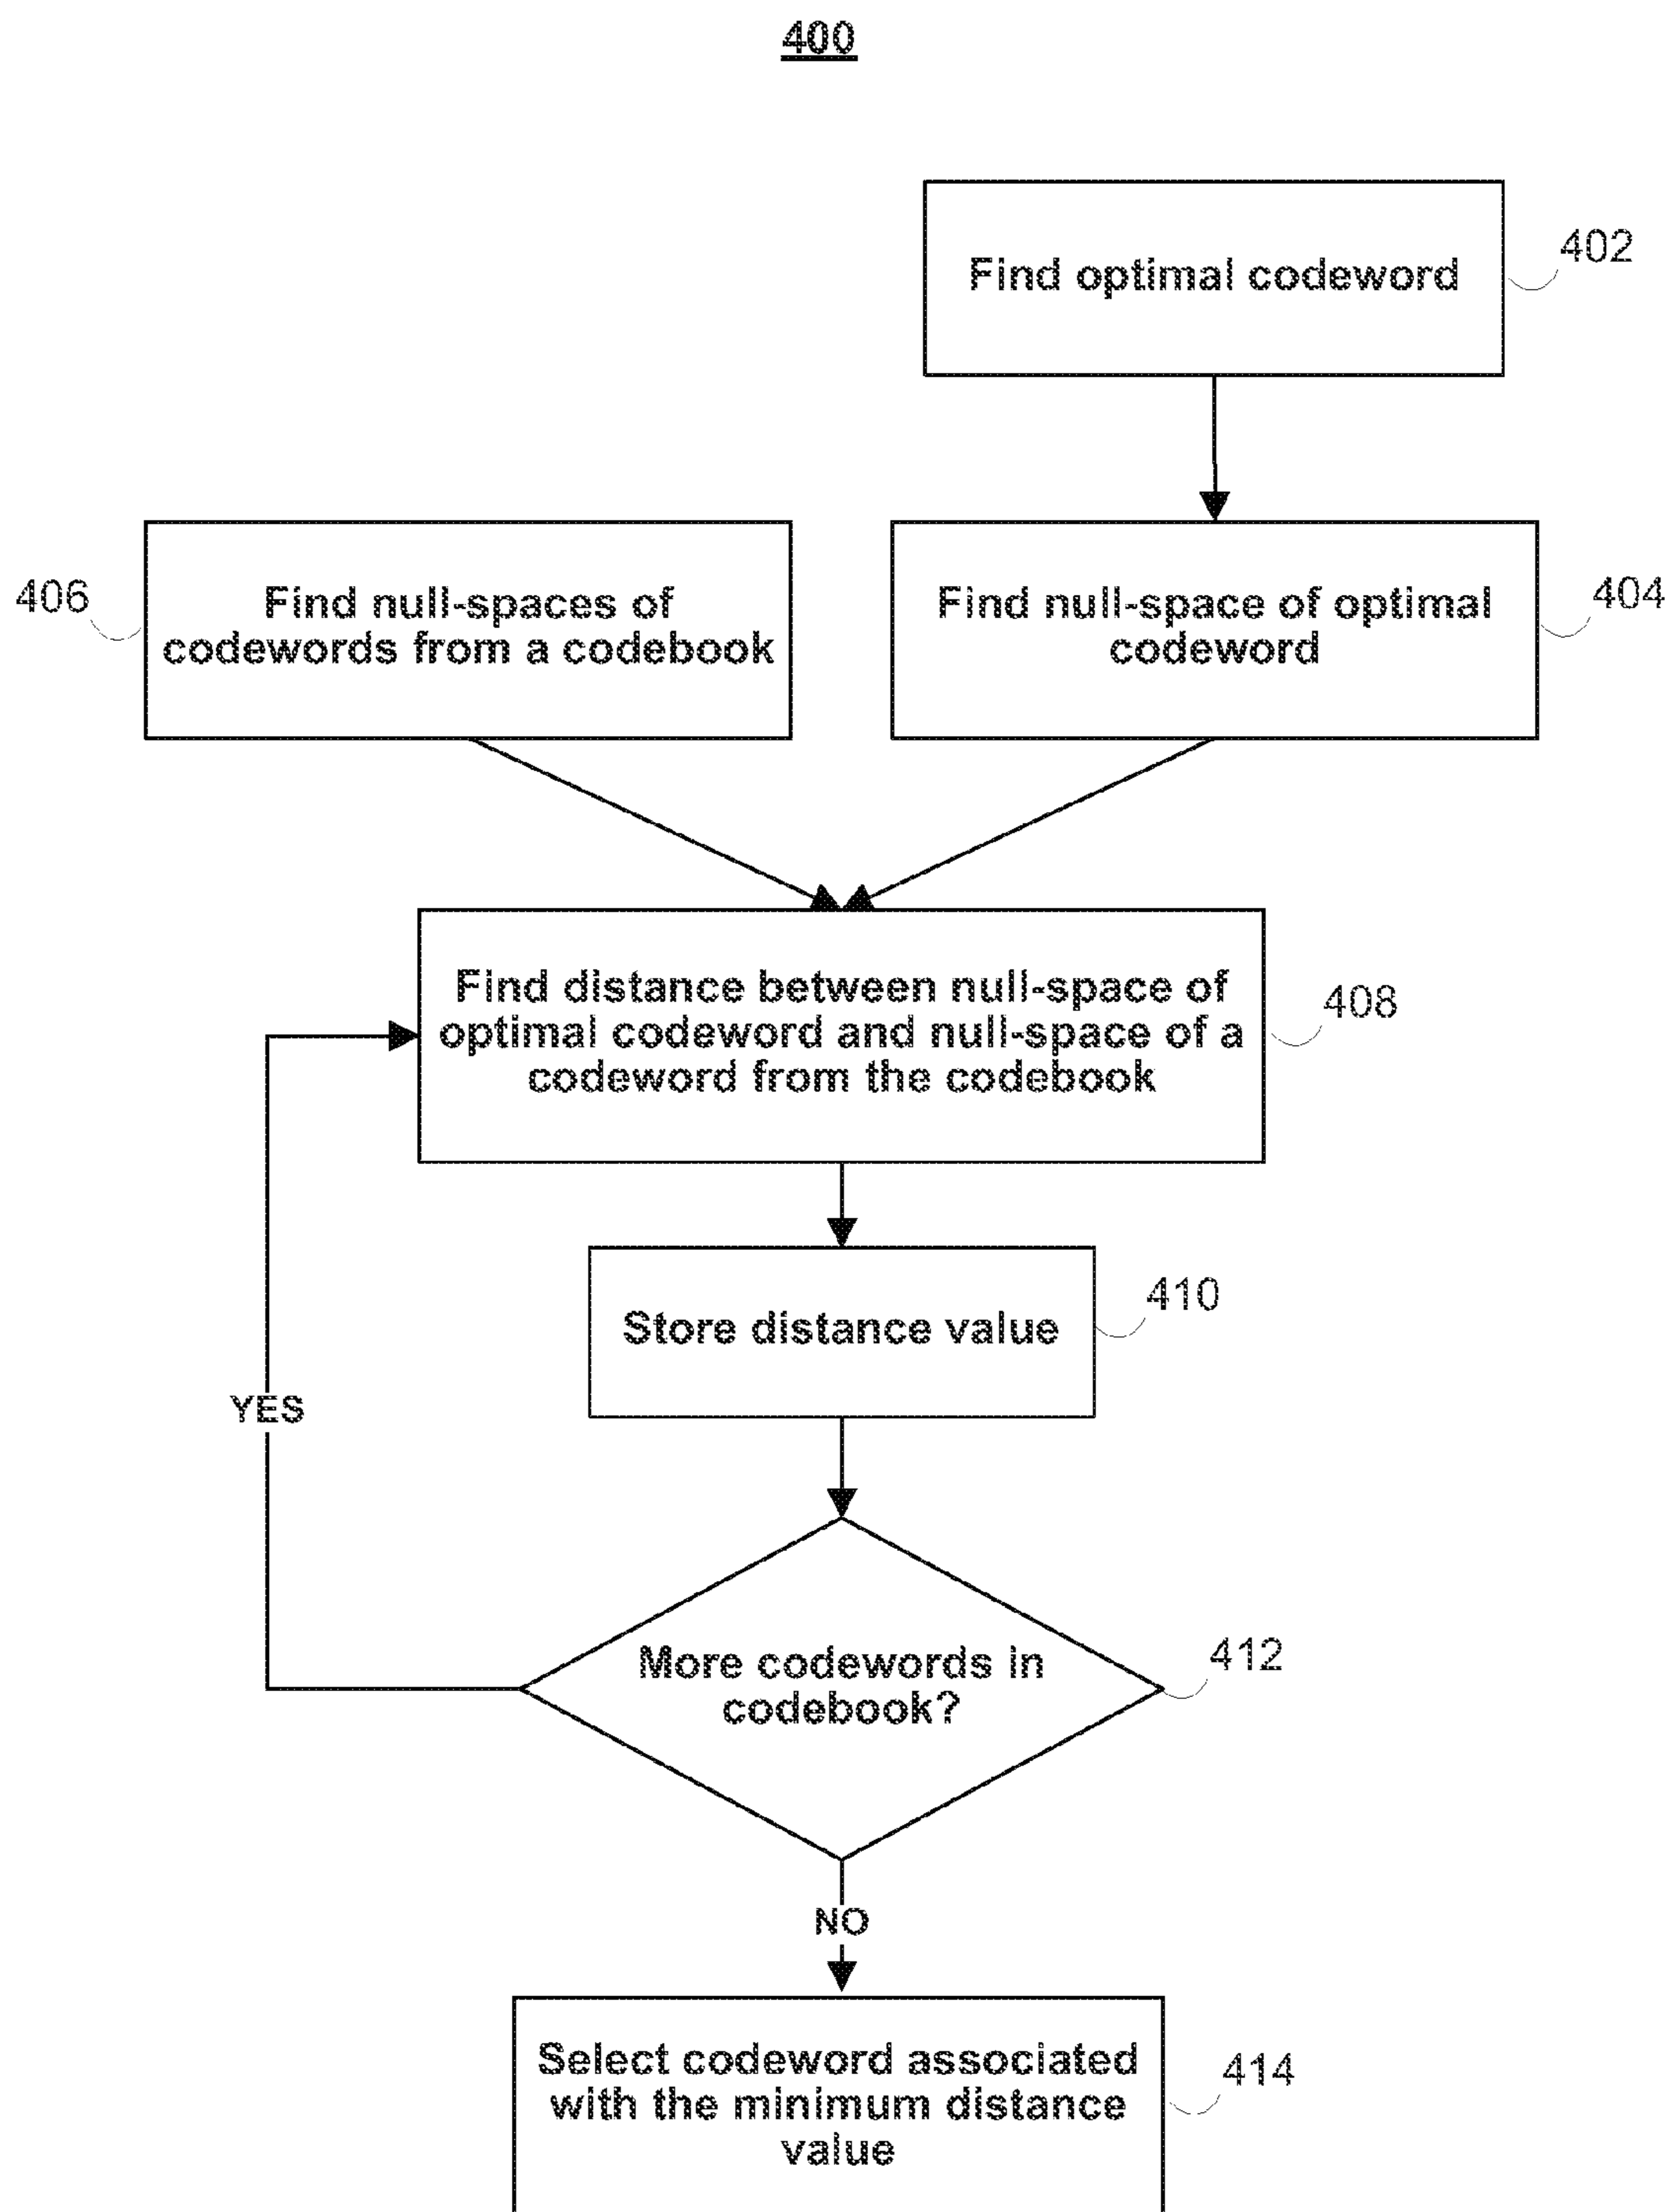 400
Find optimal codeword
402
406
Find null-spaces of
codewords from a codebook
Find null-space of optimal
codeword
404
Find distance between null-space of
optimal codeword and null-space of a
codeword from the codebook
408
Store distance value
410
YES
More codewords in
codebook?
412
NO
Select codeword associated
with the minimum distance
value
414